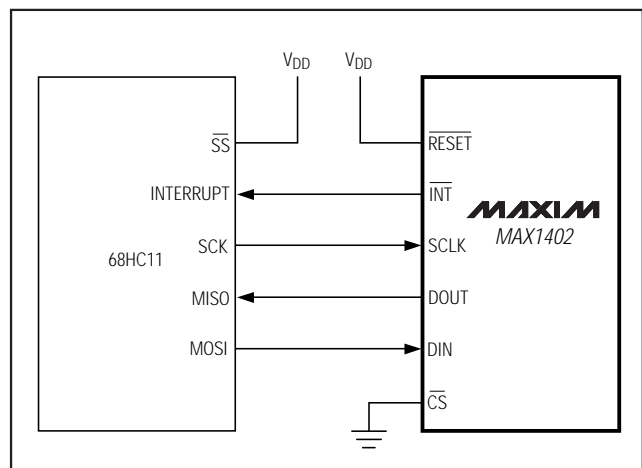 VDD VDD
SS RESET
INTERRUPT INT
MAXIM
MAX1402
68HC11
SCK SCLK
MISO DOUT
MOSI DIN
CS